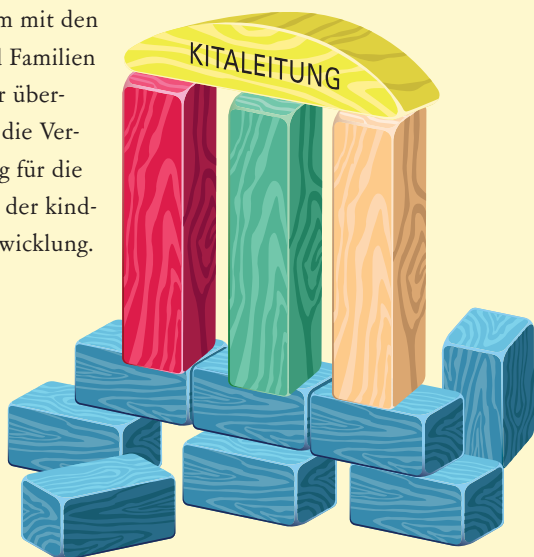 m mit den
Familien
r über-
die Ver-
g für die
der kind-
wicklung.
KITALEITUNG